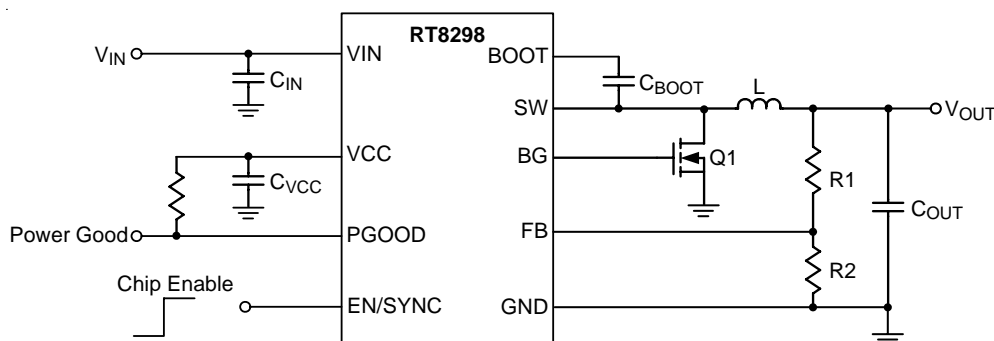 RT8298
VIN
VIN
BOOT
CIN
CBOOT
L
SW
VOUT
VCC
BG
Q1
CVCC
R1
COUT
Power Good
PGOOD
FB
R2
Chip Enable
EN/SYNC
GND